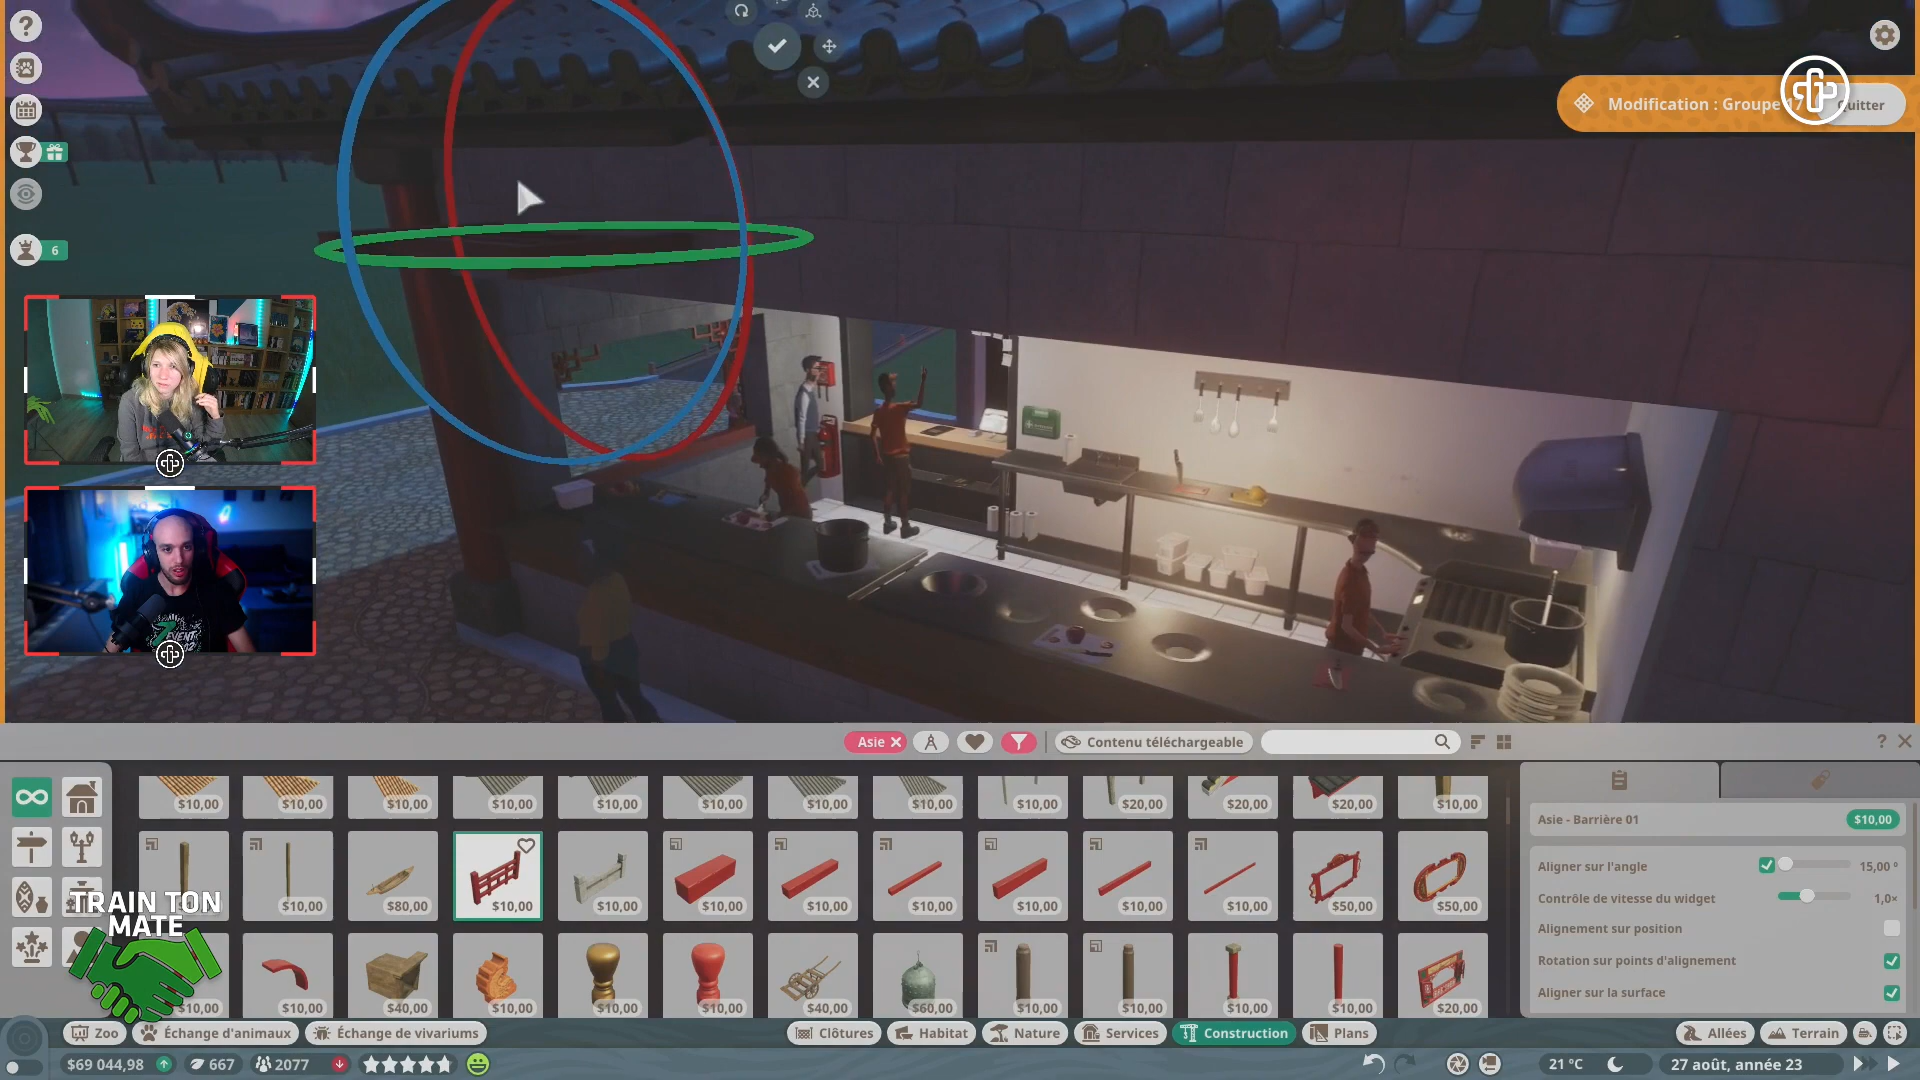 Modification : Groupe 17
Quitter
6
Asie
Contenu téléchargeable
$10,00 $10,00 $10,00 $10,00 $10,00 $10,00 $10,00 $10,00 $10,00 $20,00 $20,00 $20,00 $10,00
$10,00 $80,00 $10,00 $10,00 $10,00 $10,00 $10,00 $10,00 $10,00 $10,00 $50,00 $50,00
$10,00 $10,00 $40,00 $10,00 $10,00 $10,00 $40,00 $60,00 $10,00 $10,00 $10,00 $10,00 $20,00
TRAIN TON
MATE
Asie - Barrière 01 $10,00
Aligner sur l'angle 15,00 °
Contrôle de vitesse du widget 1,0×
Alignement sur position
Rotation sur points d'alignement
Aligner sur la surface
Zoo Échange d'animaux Échange de vivariums Clôtures Habitat Nature Services Construction Plans Allées Terrain
$69 044,98 667 2077 21 °C 27 août, année 23